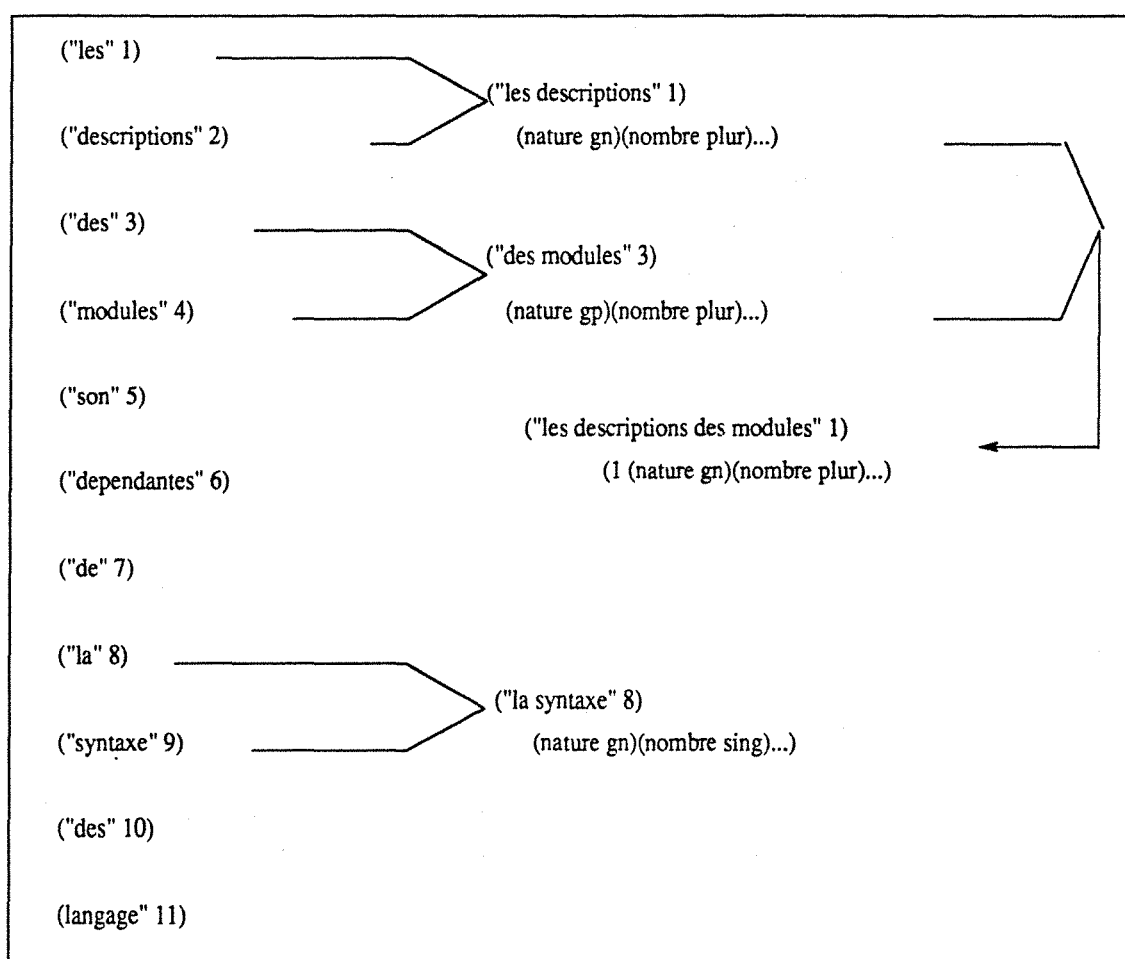 ("les" 1)
("les descriptions" 1)
("descriptions" 2)
(nature gn)(nombre plur)...)
("des" 3)
("des modules" 3)
("modules" 4)
(nature gp)(nombre plur)...)
("son" 5)
("les descriptions des modules" 1)
(1 (nature gn)(nombre plur)...)
("dependantes" 6)
("de" 7)
("la" 8)
("la syntaxe" 8)
("syntaxe" 9)
(nature gn)(nombre sing)...)
("des" 10)
(langage" 11)